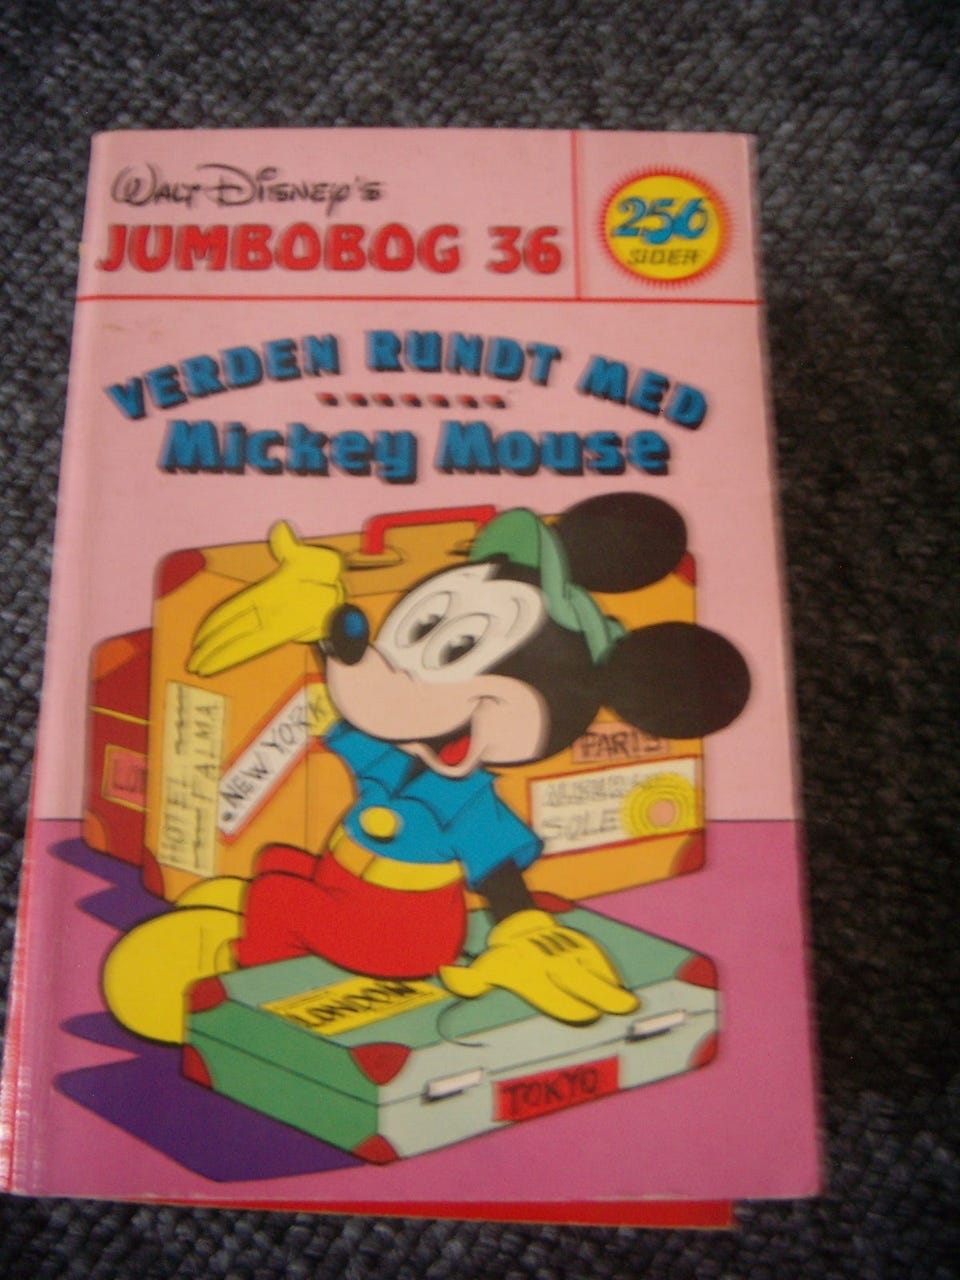 Walt Disney's
JUMBOBOG 36
256
SIDER
VERDEN RUNDT MED
Mickey Mouse
HOTEL
PALMA
NEW YORK
PARIS
SOLE
LONDON
TOKYO